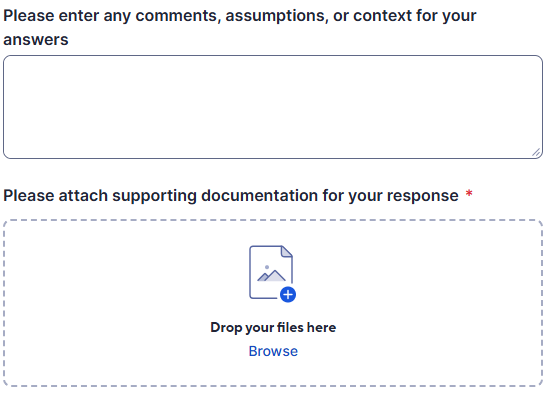 Please enter any comments, assumptions, or context for your
answers
Please attach supporting documentation for your response *
Drop your files here
Browse